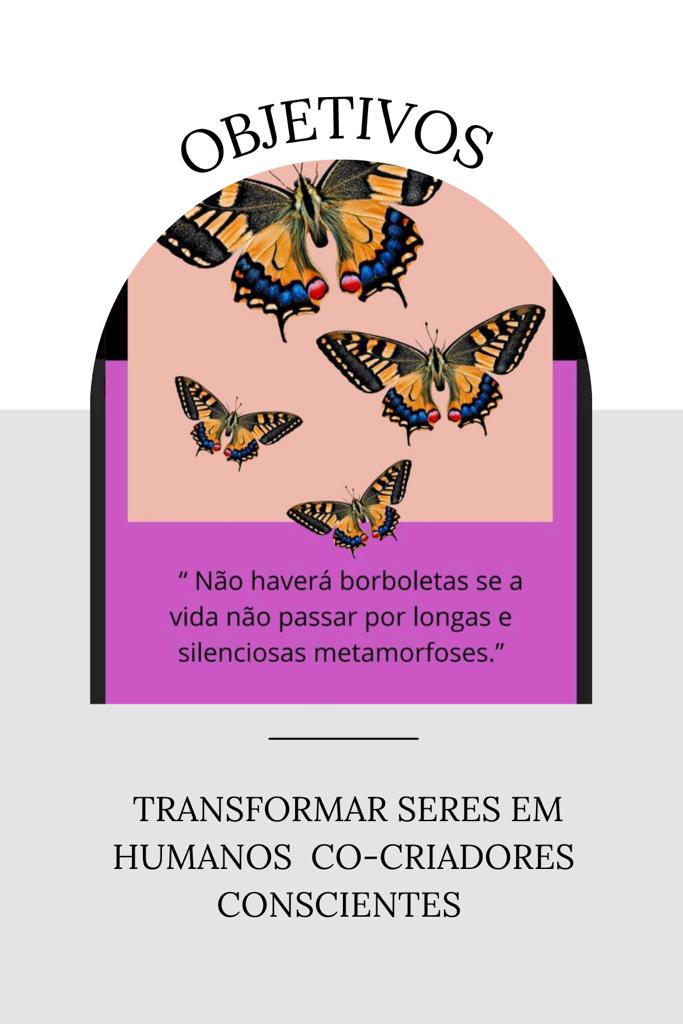 OBJETIVOS
“ Não haverá borboletas se a
vida não passar por longas e
silenciosas metamorfoses.”
TRANSFORMAR SERES EM
HUMANOS CO-CRIADORES
CONSCIENTES